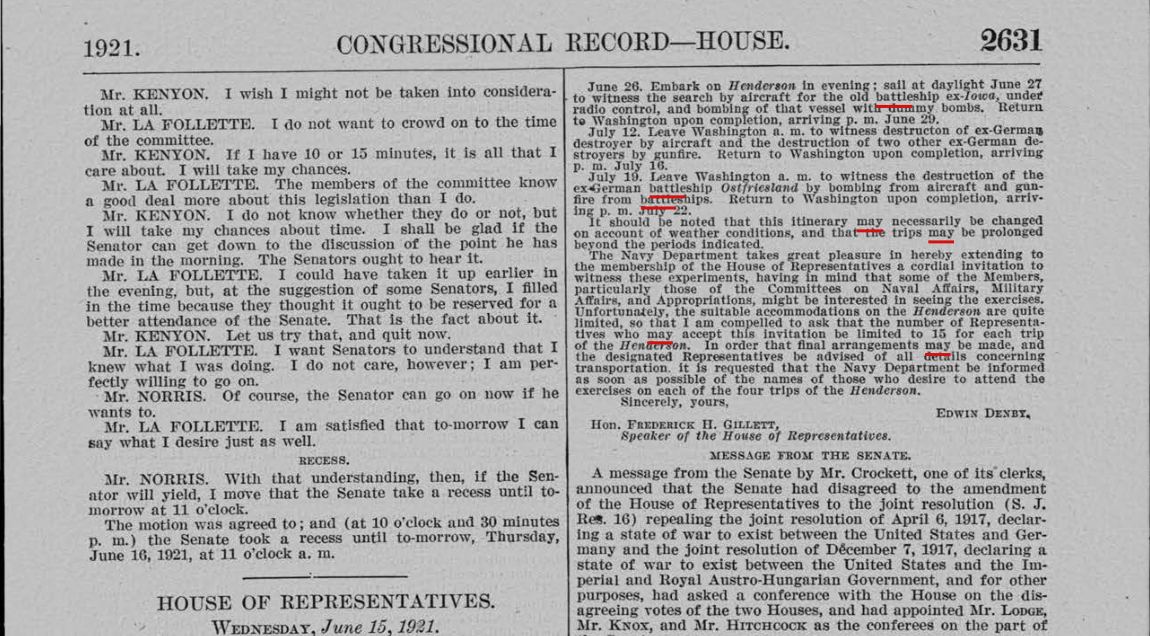 1921.
CONGRESSIONAL RECORD—HOUSE.
2631
Mr. KENYON. I wish I might not be taken into considera-
tion at all.
Mr. LA FOLLETTE. I do not want to crowd on to the time
of the committee.
Mr. KENYON. If I have 10 or 15 minutes, it is all that I
care about. I will take my chances.
Mr. LA FOLLETTE. The members of the committee know
a good deal more about this legislation than I do.
Mr. KENYON. I do not know whether they do or not, but
I will take my chances about time. I shall be glad if the
Senator can get down to the discussion of the point he has
made in the morning. The Senators ought to hear it.
Mr. LA FOLLETTE. I could have taken it up earlier in
the evening, but, at the suggestion of some Senators, I filled
in the time because they thought it ought to be reserved for a
better attendance of the Senate. That is the fact about it.
Mr. KENYON. Let us try that, and quit now.
Mr. LA FOLLETTE. I want Senators to understand that I
knew what I was doing. I do not care, however; I am per-
fectly willing to go on.
Mr. NORRIS. Of course, the Senator can go on now if he
wants to.
Mr. LA FOLLETTE. I am satisfied that to-morrow I can
say what I desire just as well.
RECESS.
Mr. NORRIS. With that understanding, then, if the Sen-
ator will yield, I move that the Senate take a recess until to-
morrow at 11 o'clock.
The motion was agreed to; and (at 10 o'clock and 30 minutes
p. m.) the Senate took a recess until to-morrow, Thursday,
June 16, 1921, at 11 o'clock a. m.
HOUSE OF REPRESENTATIVES.
WEDNESDAY, June 15, 1921.
June 26. Embark on Henderson in evening; sail at daylight June 27
to witness the search by aircraft for the old battleship ex-Iowa, under
radio control, and bombing of that vessel with dummy bombs. Return
to Washington upon completion, arriving p. m. June 29.
July 12. Leave Washington a. m. to witness destructon of ex-German
destroyer by aircraft and the destruction of two other ex-German de-
stroyers by gunfire. Return to Washington upon completion, arriving
p. m. July 16.
July 19. Leave Washington a. m. to witness the destruction of the
ex-German battleship Ostfriesland by bombing from aircraft and gun-
fire from battleships. Return to Washington upon completion, arriv-
ing p. m. July 22.
It should be noted that this itinerary may necessarily be changed
on account of weather conditions, and that the trips may be prolonged
beyond the periods indicated.
The Navy Department takes great pleasure in hereby extending to
the membership of the House of Representatives a cordial invitation to
witness these experiments, having in mind that some of the Members,
particularly those of the Committees on Naval Affairs, Military
Affairs, and Appropriations, might be interested in seeing the exercises.
Unfortunately, the suitable accommodations on the Henderson are quite
limited, so that I am compelled to ask that the number of Representa-
tives who may accept this invitation be limited to 15 for each trip
of the Henderson. In order that final arrangements may be made, and
the designated Representatives be advised of all details concerning
transportation. it is requested that the Navy Department be informed
as soon as possible of the names of those who desire to attend the
exercises on each of the four trips of the Henderson.
Sincerely, yours,
EDWIN DENBY.
Hon. FREDERICK H. GILLETT,
Speaker of the House of Representatives.
MESSAGE FROM THE SENATE.
A message from the Senate by Mr. Crockett, one of its clerks,
announced that the Senate had disagreed to the amendment
of the House of Representatives to the joint resolution (S. J.
Res. 16) repealing the joint resolution of April 6, 1917, declar-
ing a state of war to exist between the United States and Ger-
many and the joint resolution of December 7, 1917, declaring a
state of war to exist between the United States and the Im-
perial and Royal Austro-Hungarian Government, and for other
purposes, had asked a conference with the House on the dis-
agreeing votes of the two Houses, and had appointed Mr. LODGE,
Mr. KNOX, and Mr. HITCHCOCK as the conferees on the part of